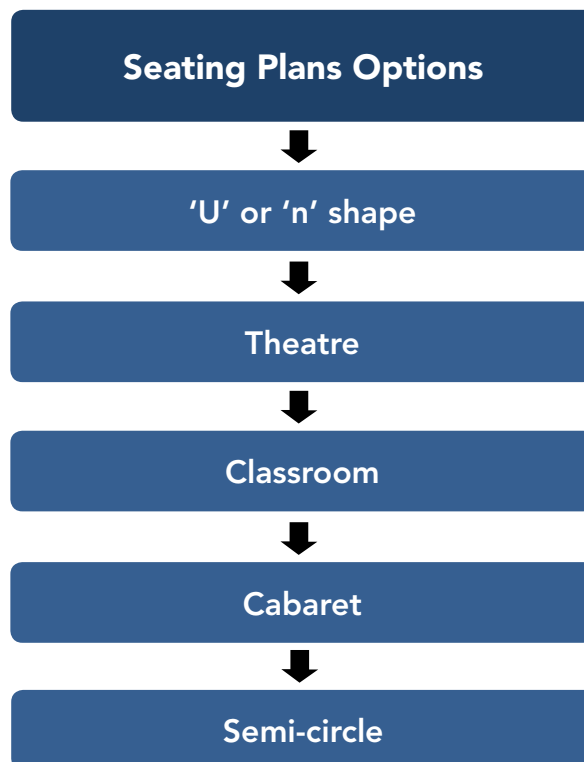 Seating Plans Options
‘U’ or ‘n’ shape
Theatre
Classroom
Cabaret
Semi-circle